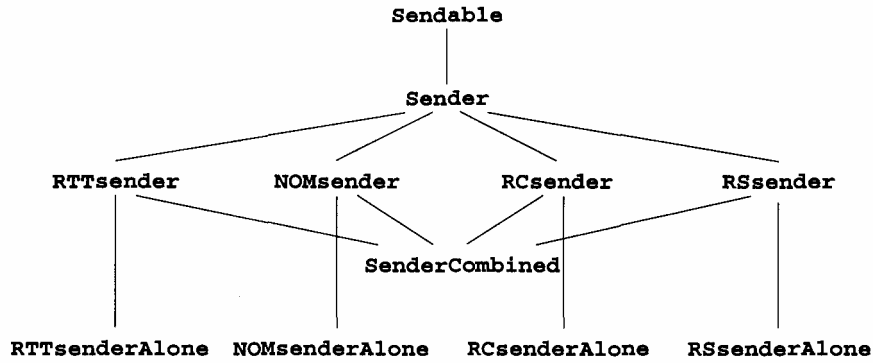 Sendable
Sender
RTTsender NOMsender RCsender RSsender
SenderCombined
RTTsenderAlone NOMsenderAlone RCsenderAlone RSsenderAlone